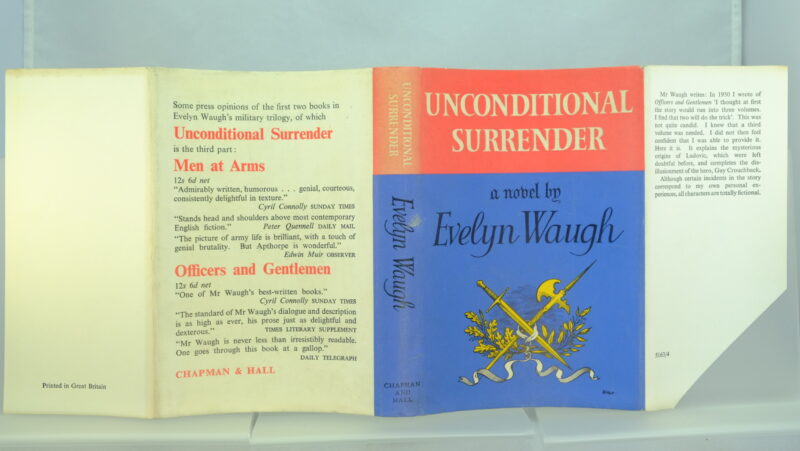 Printed in Great Britain
Some press opinions of the first two books in
Evelyn Waugh's military trilogy, of which
Unconditional Surrender
is the third part:
Men at Arms
12s 6d net
"Admirably written, humorous . . . genial, courteous,
consistently delightful in texture."
Cyril Connolly SUNDAY TIMES
"Stands head and shoulders above most contemporary
English fiction." Peter Quennell DAILY MAIL
"The picture of army life is brilliant, with a touch of
genial brutality. But Apthorpe is wonderful."
Edwin Muir OBSERVER
Officers and Gentlemen
12s 6d net
"One of Mr Waugh's best-written books."
Cyril Connolly SUNDAY TIMES
"The standard of Mr Waugh's dialogue and description
is as high as ever, his prose just as delightful and
dexterous." TIMES LITERARY SUPPLEMENT
"Mr Waugh is never less than irresistibly readable.
One goes through this book at a gallop."
DAILY TELEGRAPH
CHAPMAN & HALL
UNCONDITIONAL
SURRENDER
Evelyn Waugh
CHAPMAN
AND
HALL
UNCONDITIONAL
SURRENDER
a novel by
Evelyn Waugh
Mr Waugh writes: In 1950 I wrote of
Officers and Gentlemen 'I thought at first
the story would run into three volumes.
I find that two will do the trick'. This was
not quite candid. I knew that a third
volume was needed. I did not then feel
confident that I was able to provide it.
Here it is. It explains the mysterious
origins of Ludovic, which were left
doubtful before, and completes the dis-
illusionment of the hero, Guy Crouchback.
Although certain incidents in the story
correspond to my own personal ex-
periences, all characters are totally fictional.
5163/4